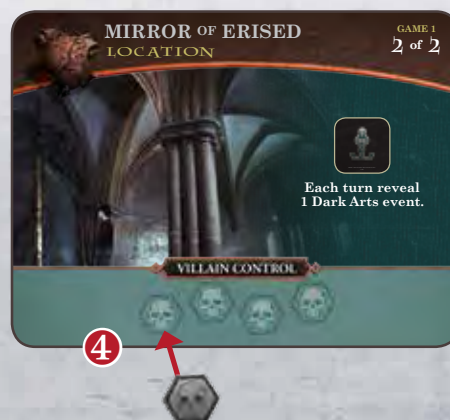 MIRROR OF ERISED
LOCATION
GAME 1
2 of 2
Each turn reveal
1 Dark Arts event.
VILLAIN CONTROL
4